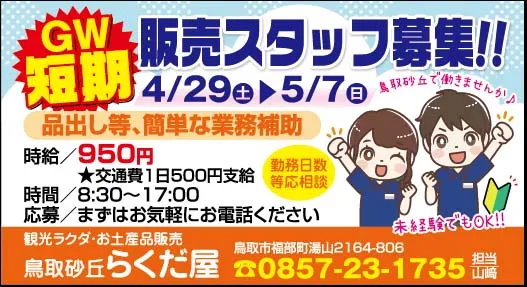 GW
短期
販売スタッフ募集!!
4/29㊏▶5/7㊐
鳥取砂丘で働きませんか♪
品出し等、簡単な業務補助
時給／950円
★交通費1日500円支給
時間／8:30～17:00
応募／まずはお気軽にお電話ください
勤務日数
等応相談
未経験でもOK!!
観光ラクダ・お土産品販売
鳥取砂丘らくだ屋
鳥取市福部町湯山2164-806
☎0857-23-1735 担当
山﨑